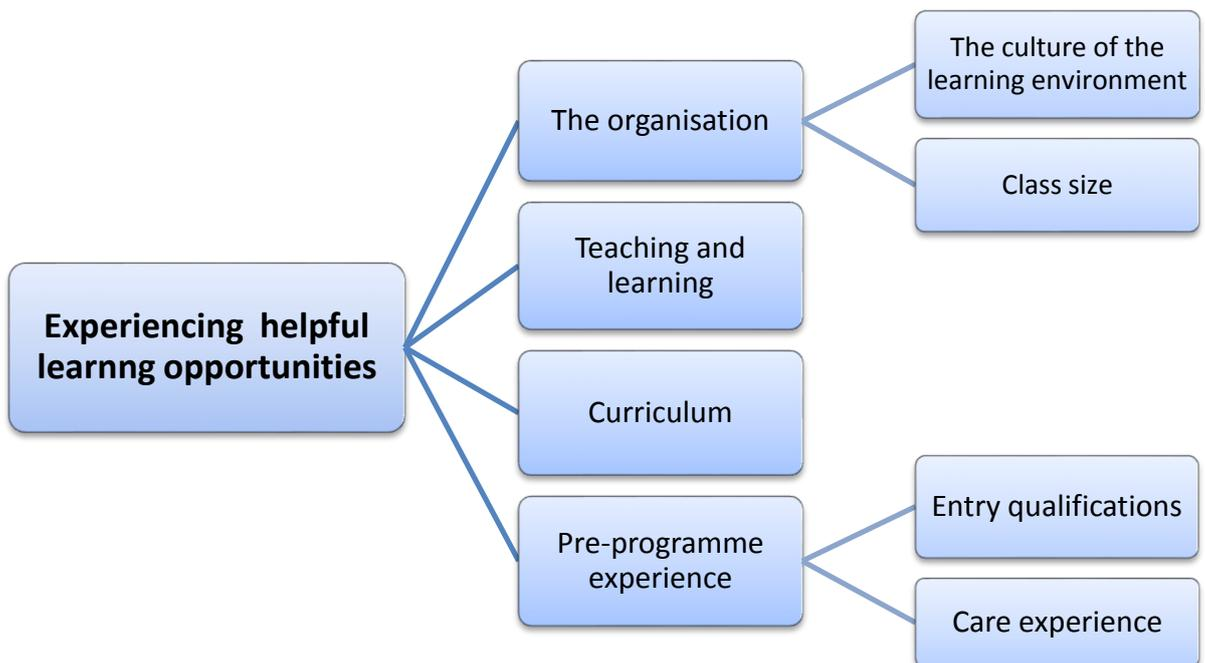 Experiencing  helpful
learnng opportunities
The organisation
The culture of the
learning environment
Class size
Teaching and
learning
Curriculum
Pre-programme
experience
Entry qualifications
Care experience